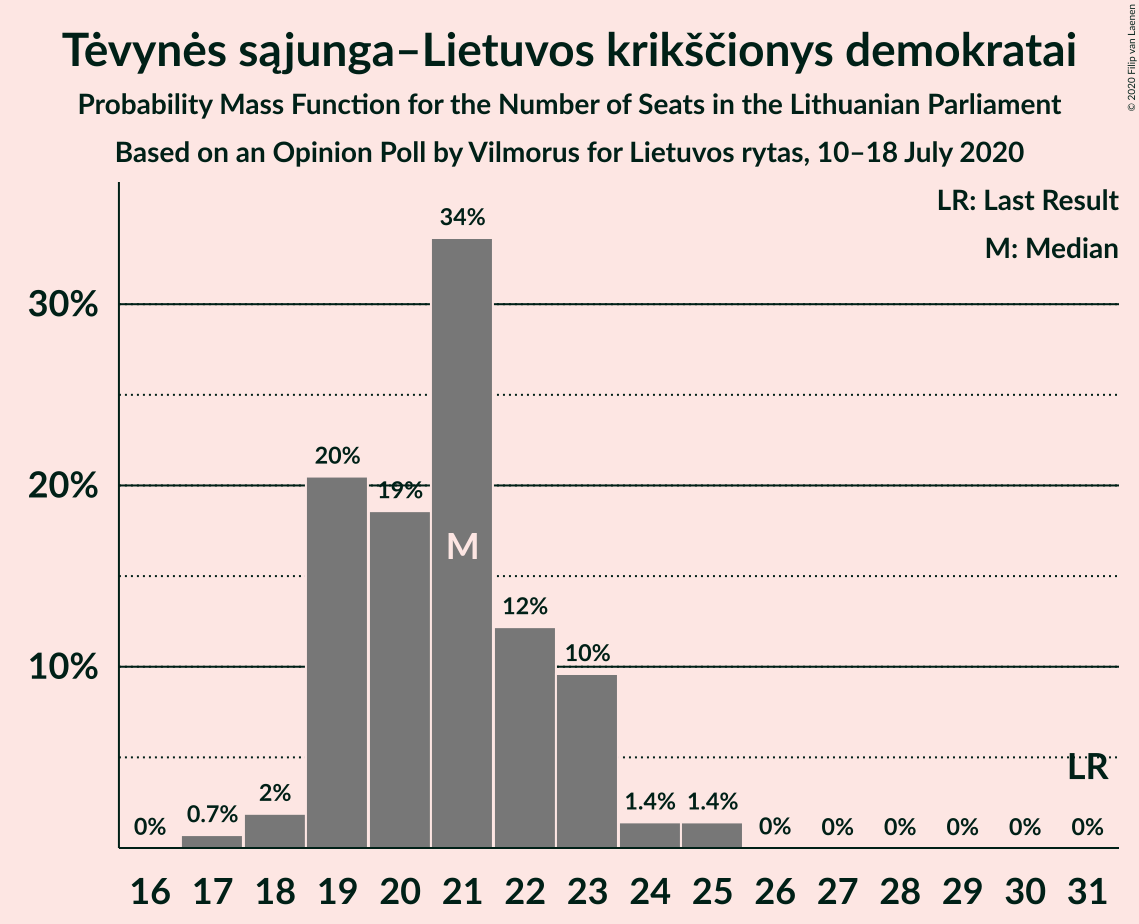 Tėvynės sąjunga–Lietuvos krikščionys demokratai
Probability Mass Function for the Number of Seats in the Lithuanian Parliament
Based on an Opinion Poll by Vilmorus for Lietuvos rytas, 10–18 July 2020
© 2020 Filip van Laenen
LR: Last Result
M: Median
34%
30%
20%
20%
19%
M
12%
10%
10%
LR
2%
0.7%
1.4%
1.4%
0%
0%
0%
0%
0%
0%
0%
16 17 18 19 20 21 22 23 24 25 26 27 28 29 30 31